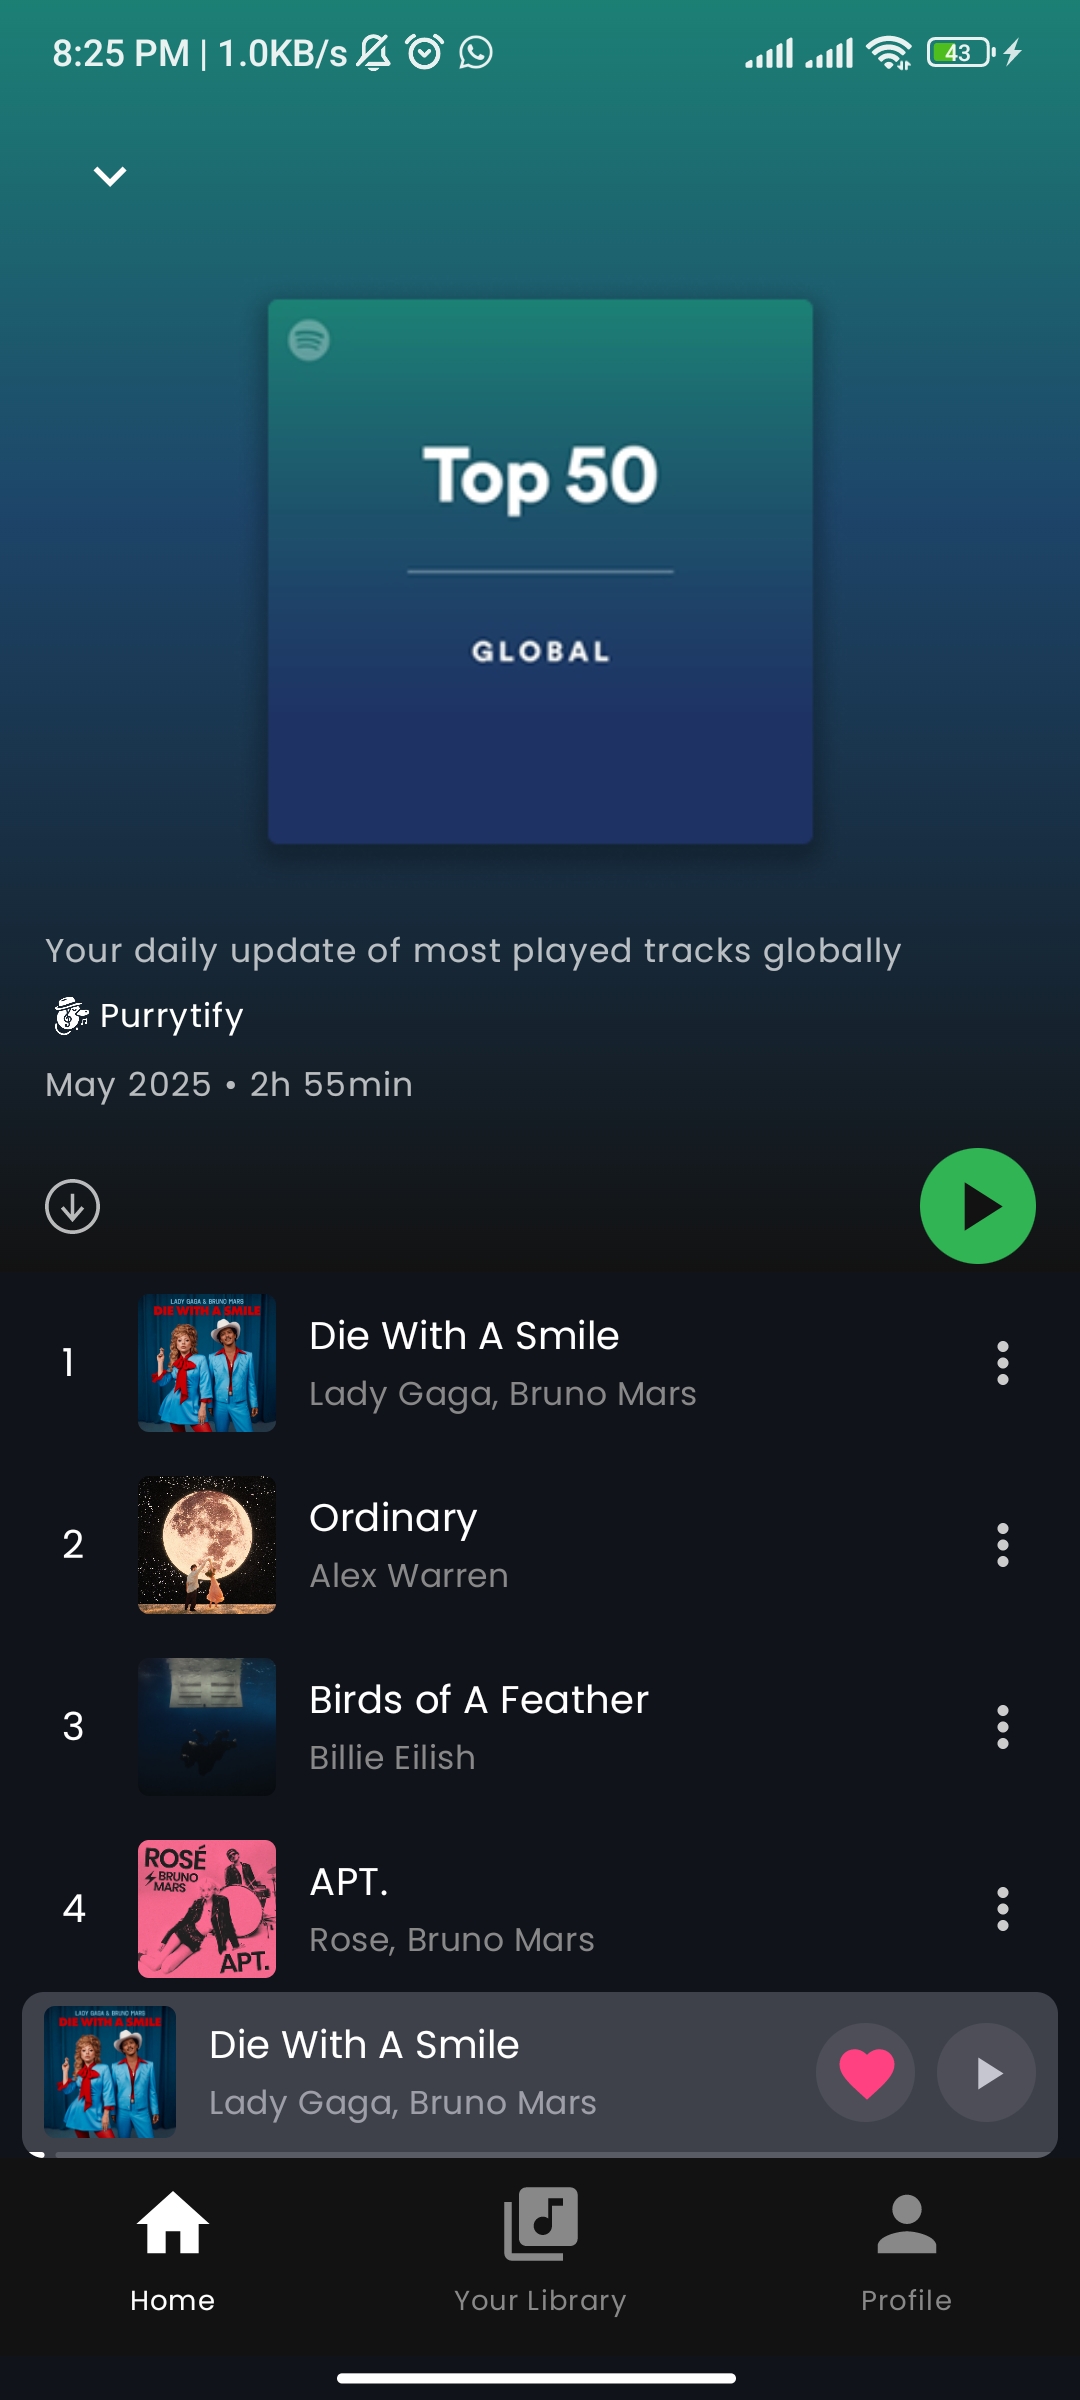 8:25 PM | 1.0KB/s
43
Top 50
GLOBAL
Your daily update of most played tracks globally
Purrytify
May 2025 • 2h 55min
1
LADY GAGA & BRUNO MARS
DIE WITH A SMILE
Die With A Smile
Lady Gaga, Bruno Mars
2
Ordinary
Alex Warren
3
Birds of A Feather
Billie Eilish
4
ROSÉ
BRUNO
MARS
APT.
APT.
Rose, Bruno Mars
LADY GAGA & BRUNO MARS
DIE WITH A SMILE
Die With A Smile
Lady Gaga, Bruno Mars
Home
Your Library
Profile